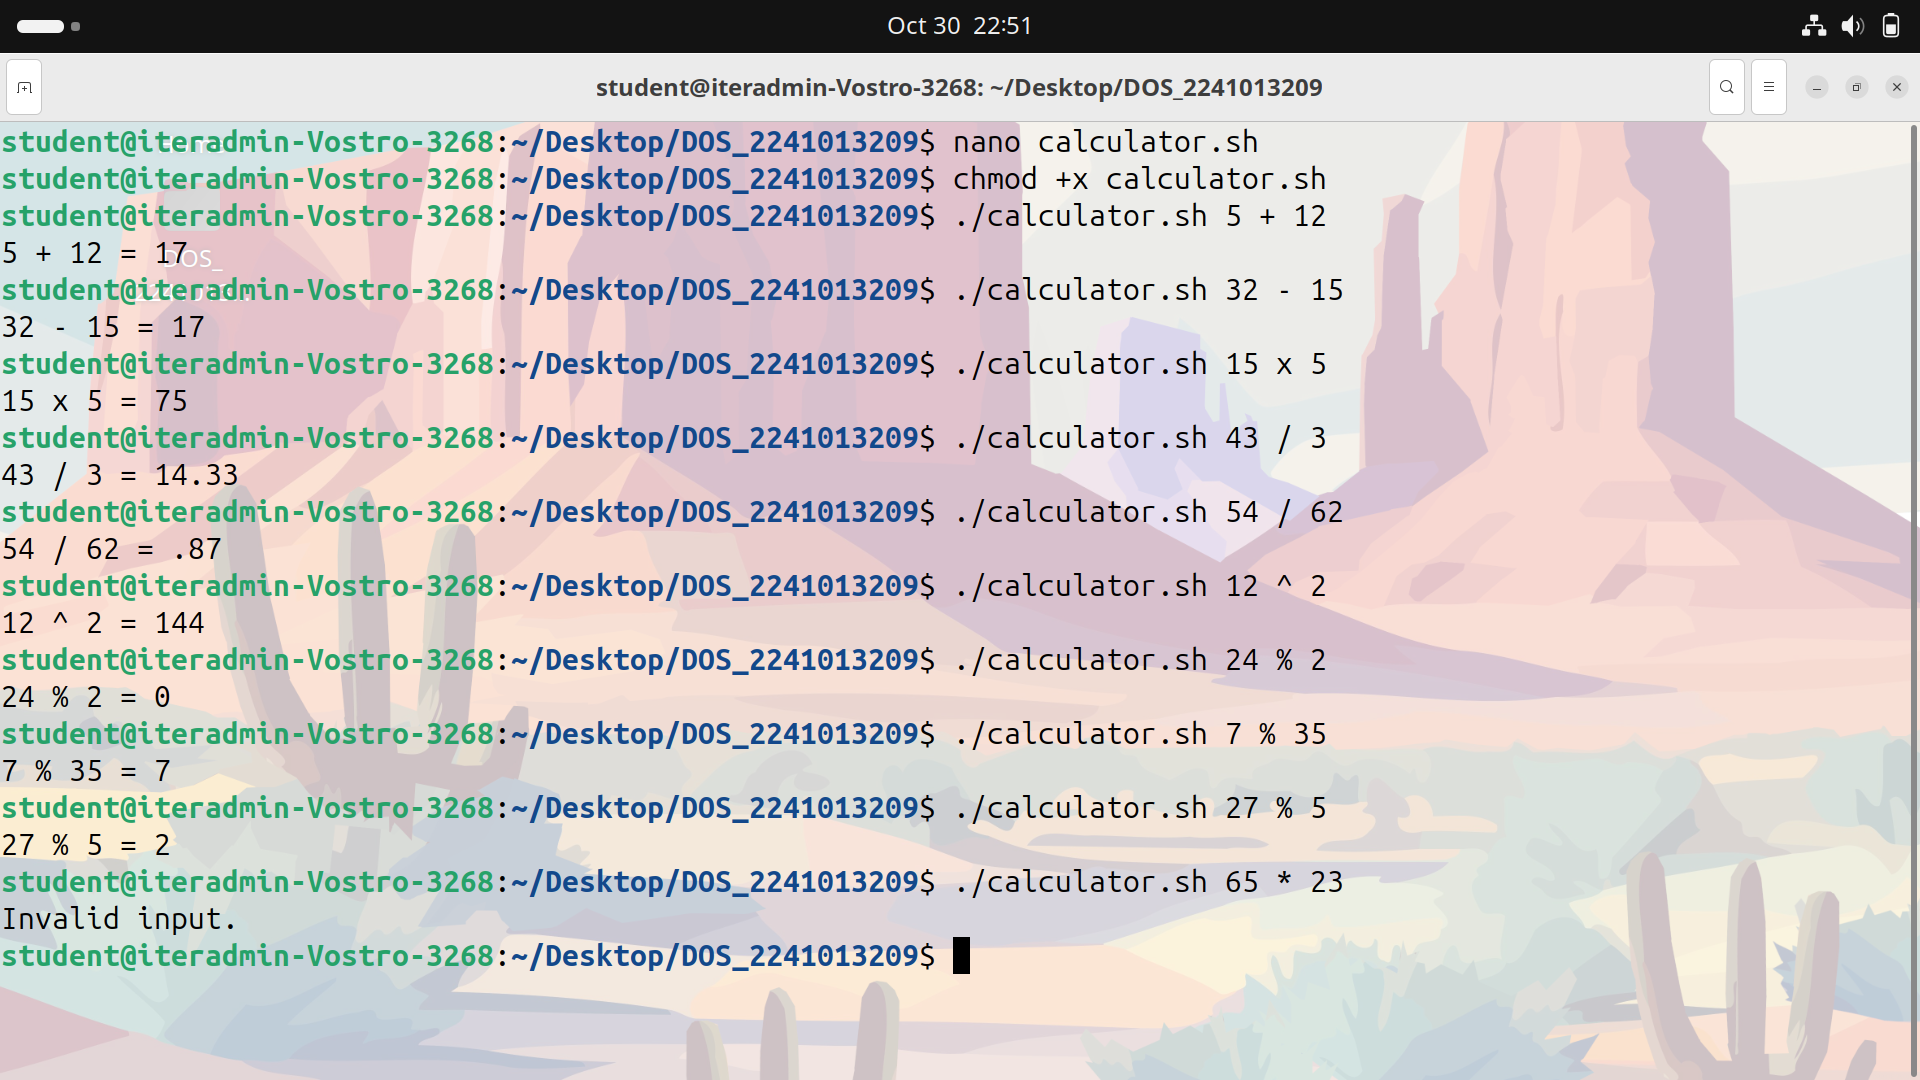 Oct 30 22:51
student@iteradmin-Vostro-3268: ~/Desktop/DOS_2241013209
student@iteradmin-Vostro-3268:~/Desktop/DOS_2241013209$ nano calculator.sh
student@iteradmin-Vostro-3268:~/Desktop/DOS_2241013209$ chmod +x calculator.sh
student@iteradmin-Vostro-3268:~/Desktop/DOS_2241013209$ ./calculator.sh 5 + 12
5 + 12 = 17
DOS_
student@iteradmin-Vostro-3268:~/Desktop/DOS_2241013209$ ./calculator.sh 32 - 15
32 - 15 = 17
student@iteradmin-Vostro-3268:~/Desktop/DOS_2241013209$ ./calculator.sh 15 x 5
15 x 5 = 75
student@iteradmin-Vostro-3268:~/Desktop/DOS_2241013209$ ./calculator.sh 43 / 3
43 / 3 = 14.33
student@iteradmin-Vostro-3268:~/Desktop/DOS_2241013209$ ./calculator.sh 54 / 62
54 / 62 = .87
student@iteradmin-Vostro-3268:~/Desktop/DOS_2241013209$ ./calculator.sh 12 ^ 2
12 ^ 2 = 144
student@iteradmin-Vostro-3268:~/Desktop/DOS_2241013209$ ./calculator.sh 24 % 2
24 % 2 = 0
student@iteradmin-Vostro-3268:~/Desktop/DOS_2241013209$ ./calculator.sh 7 % 35
7 % 35 = 7
student@iteradmin-Vostro-3268:~/Desktop/DOS_2241013209$ ./calculator.sh 27 % 5
27 % 5 = 2
student@iteradmin-Vostro-3268:~/Desktop/DOS_2241013209$ ./calculator.sh 65 * 23
Invalid input.
student@iteradmin-Vostro-3268:~/Desktop/DOS_2241013209$